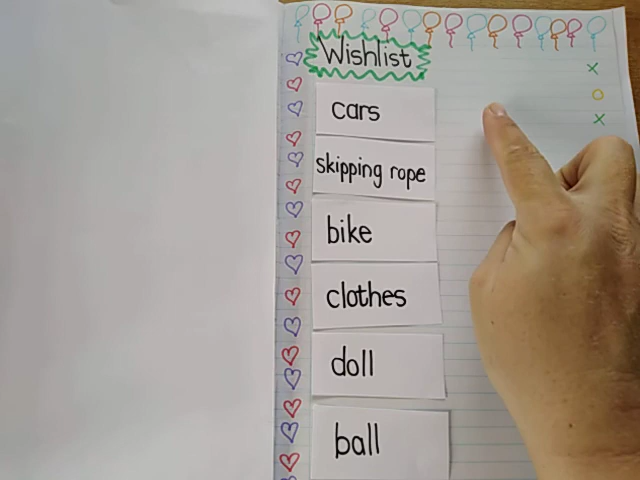 Wishlist
cars
skipping rope
bike
clothes
doll
ball